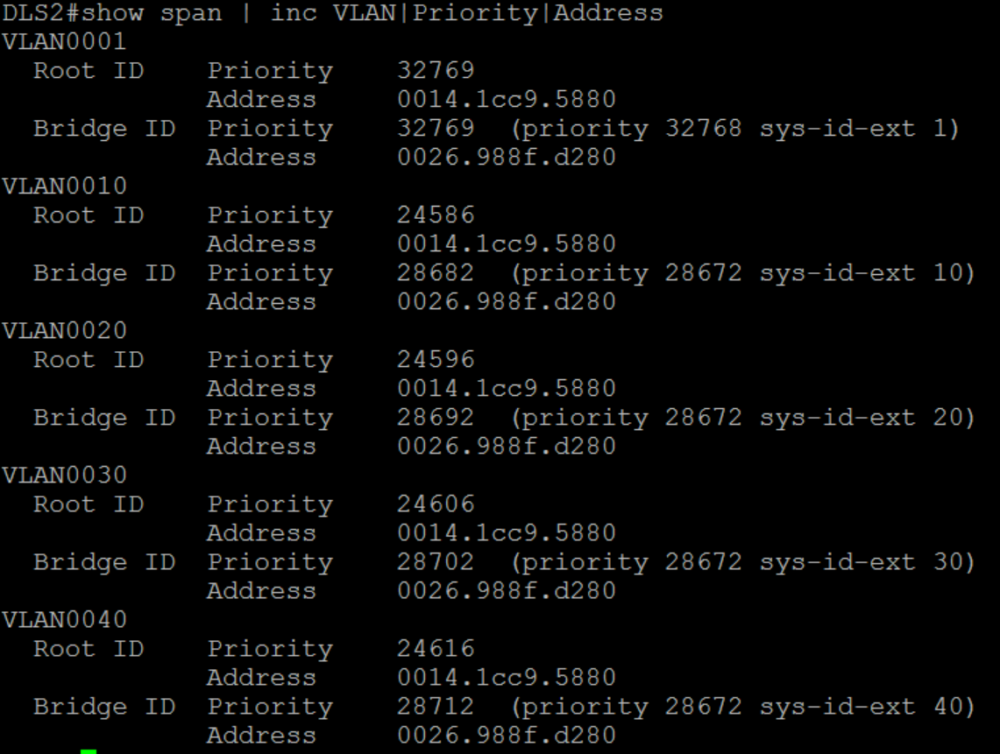 DLS2#show span | inc VLAN|Priority|Address
VLAN0001
  Root ID    Priority    32769
             Address     0014.1cc9.5880
  Bridge ID  Priority    32769  (priority 32768 sys-id-ext 1)
             Address     0026.988f.d280
VLAN0010
  Root ID    Priority    24586
             Address     0014.1cc9.5880
  Bridge ID  Priority    28682  (priority 28672 sys-id-ext 10)
             Address     0026.988f.d280
VLAN0020
  Root ID    Priority    24596
             Address     0014.1cc9.5880
  Bridge ID  Priority    28692  (priority 28672 sys-id-ext 20)
             Address     0026.988f.d280
VLAN0030
  Root ID    Priority    24606
             Address     0014.1cc9.5880
  Bridge ID  Priority    28702  (priority 28672 sys-id-ext 30)
             Address     0026.988f.d280
VLAN0040
  Root ID    Priority    24616
             Address     0014.1cc9.5880
  Bridge ID  Priority    28712  (priority 28672 sys-id-ext 40)
             Address     0026.988f.d280